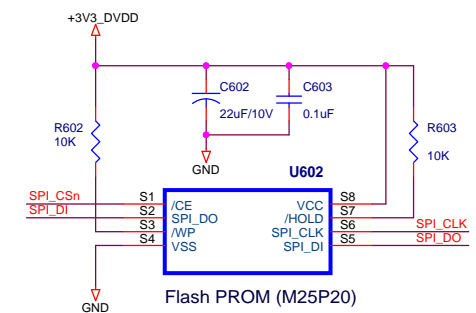 +3V3_DVDD
C602
C603
22uF/10V
0.1uF
R602
10K
R603
10K
GND
U602
SPI_CSn
S1
/CE
VCC
S8
SPI_DI
S2
SPI_DO
/HOLD
S7
S3
/WP
SPI_CLK
S6
SPI_CLK
S4
VSS
SPI_DI
S5
SPI_DO
GND
Flash PROM (M25P20)